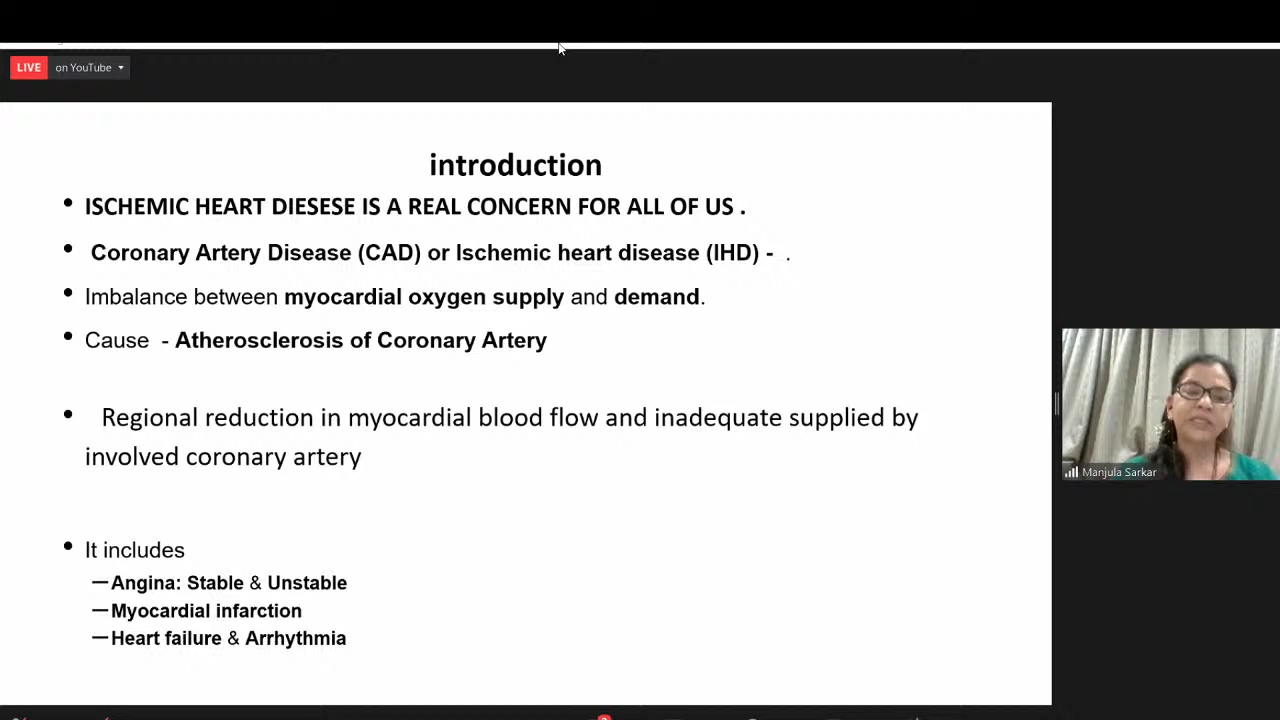 LIVE on YouTube
introduction
• ISCHEMIC HEART DIESESE IS A REAL CONCERN FOR ALL OF US .
• Coronary Artery Disease (CAD) or Ischemic heart disease (IHD) - .
• Imbalance between myocardial oxygen supply and demand.
• Cause - Atherosclerosis of Coronary Artery
• Regional reduction in myocardial blood flow and inadequate supplied by
involved coronary artery
• It includes
—Angina: Stable & Unstable
—Myocardial infarction
—Heart failure & Arrhythmia
Manjula Sarkar